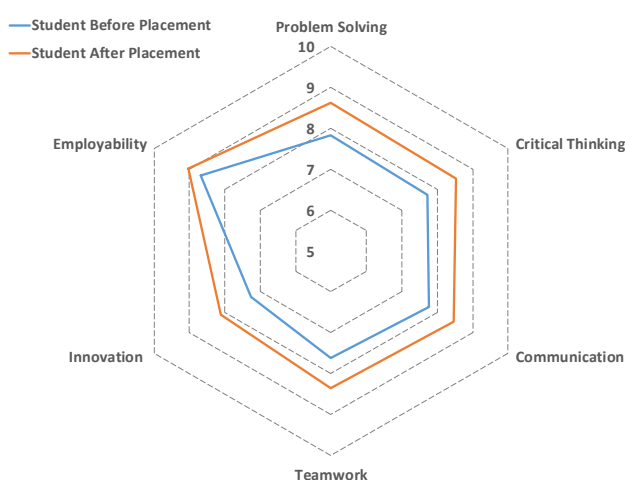 Student Before Placement
Student After Placement
Problem Solving
10
9
8
7
6
5
Employability
Critical Thinking
Innovation
Communication
Teamwork